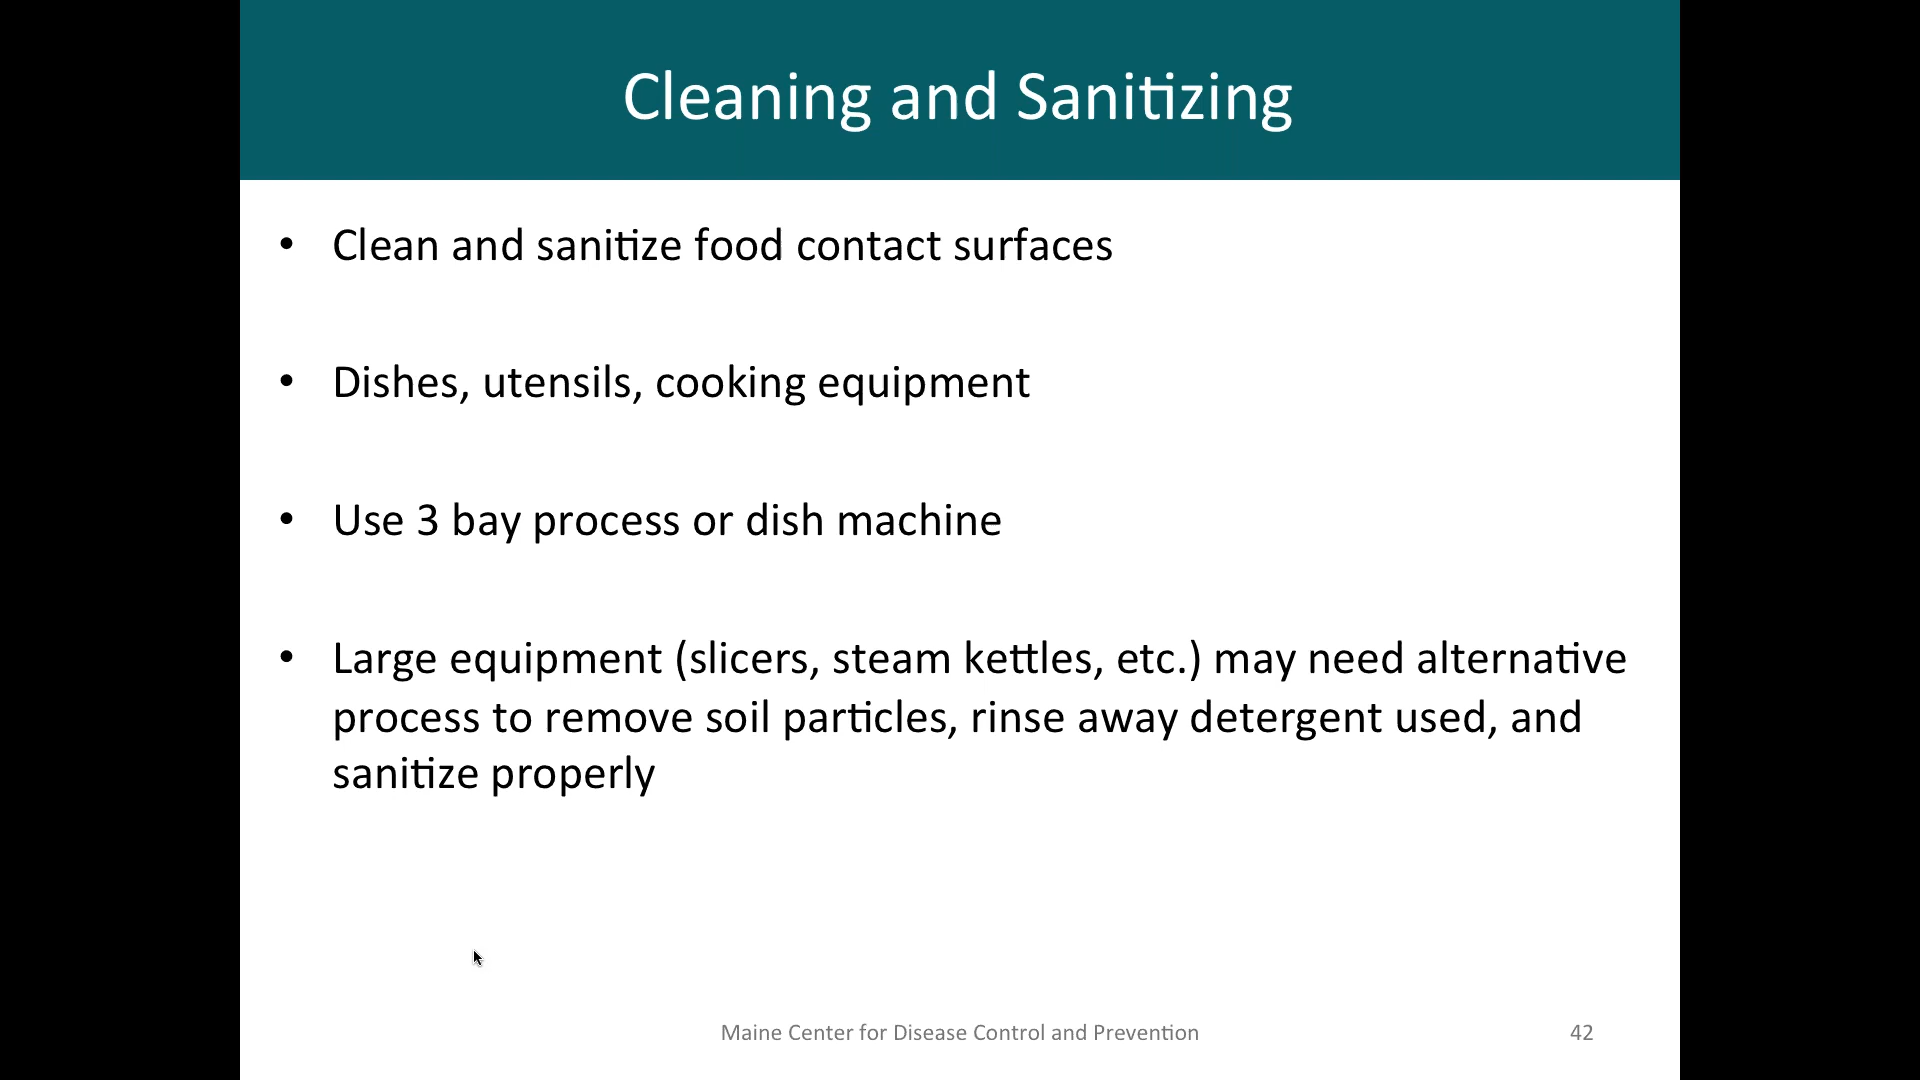 Cleaning and Sanitizing
• Clean and sanitize food contact surfaces
• Dishes, utensils, cooking equipment
• Use 3 bay process or dish machine
• Large equipment (slicers, steam kettles, etc.) may need alternative
process to remove soil particles, rinse away detergent used, and
sanitize properly
Maine Center for Disease Control and Prevention
42